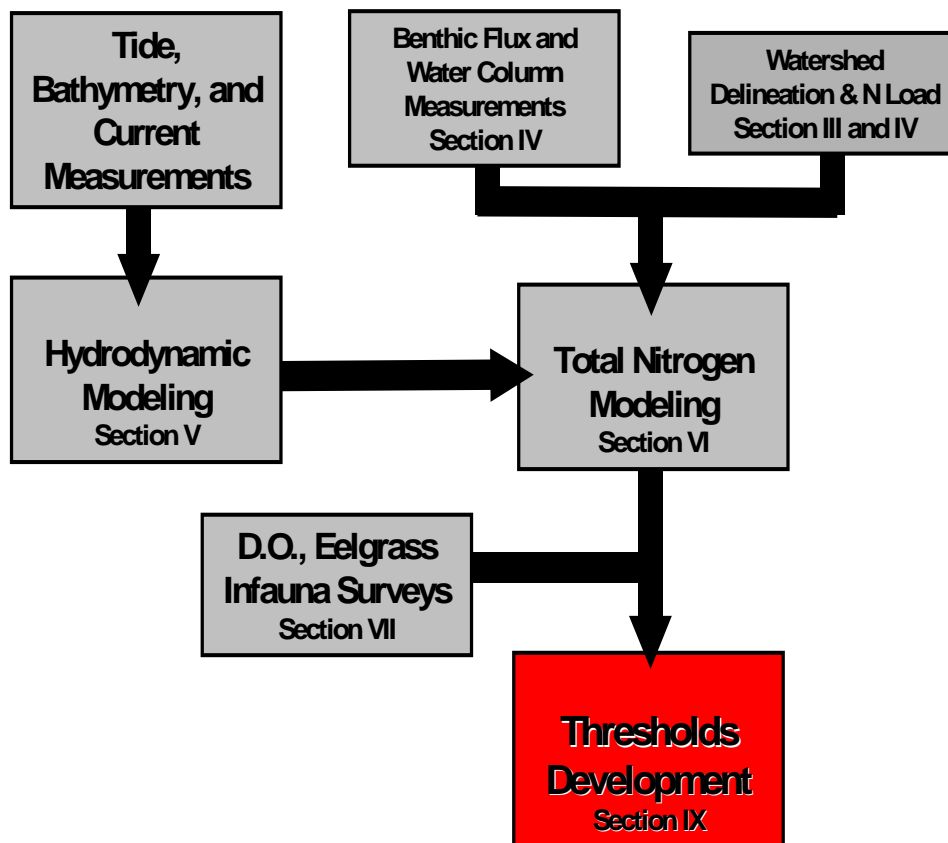 Tide,
Bathymetry, and
Current
Measurements
Benthic Flux and
Water Column
Measurements
Section IV
Watershed
Delineation & N Load
Section III and IV
Hydrodynamic
Modeling
Section V
Total Nitrogen
Modeling
Section VI
D.O., Eelgrass
Infauna Surveys
Section VII
Thresholds
Development
Section IX